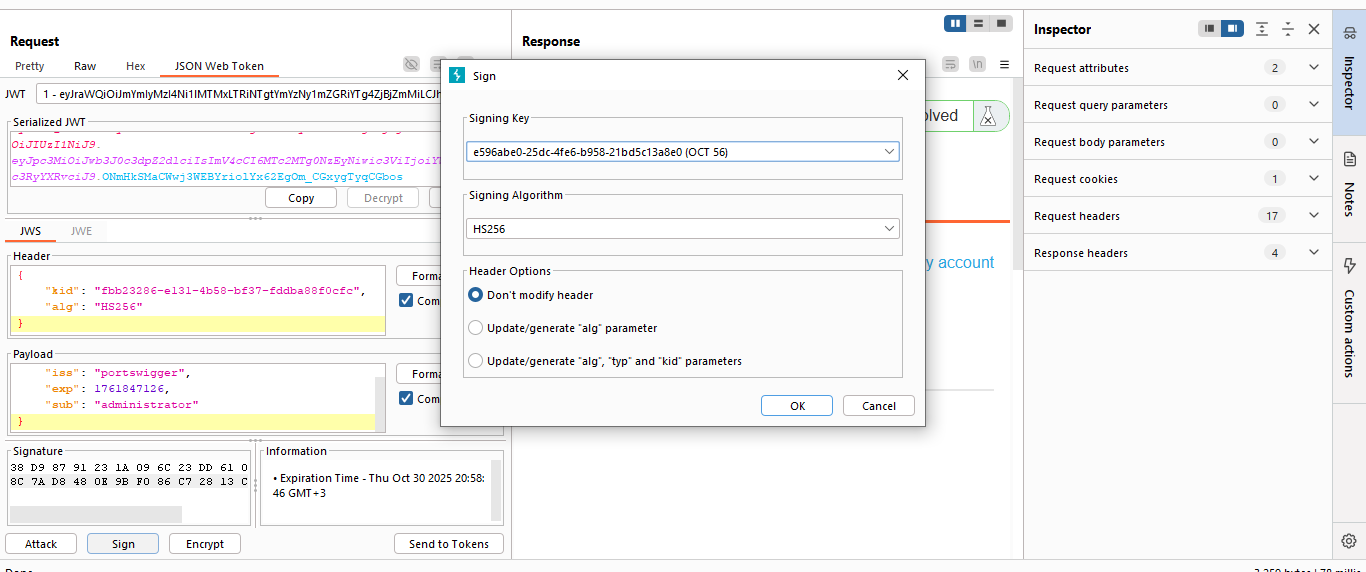 Request
Pretty
Raw
Hex
JSON Web Token
JWT
1 - eyJraWQiOiJmYmIyMzI4Ni1lMTMxLTRiNTgtYmYzNy1mZGRiYTg4ZjBjZmMiLCJh
Serialized JWT
OiJIUzI1NiJ9.
eyJpc3MiOiJwb3J0c3dpZ2dlciIsImV4cCI6MTc2MTg0NzEyNiwic3ViIjoiYW
c3RyYXRvciJ9.ONmHkSMaCWwj3WEBYriolYx62EgOm_CGxygTyqCGbos
Copy
Decrypt
JWS
JWE
Header
{
"kid": "fbb23286-e131-4b58-bf37-fddba88f0cfc",
"alg": "HS256"
}
Forma
Com
Payload
"iss": "portswigger",
"exp": 1761847126,
"sub": "administrator"
}
Forma
Com
Signature
38 D9 87 91 23 1A 09 6C 23 DD 61 0
8C 7A D8 48 0E 9B F0 86 C7 28 13 C
Information
• Expiration Time - Thu Oct 30 2025 20:58:
46 GMT+3
Attack
Sign
Encrypt
Send to Tokens
Response
\n
olved
y account
Sign
Signing Key
e596abe0-25dc-4fe6-b958-21bd5c13a8e0 (OCT 56)
Signing Algorithm
HS256
Header Options
Don't modify header
Update/generate "alg" parameter
Update/generate "alg", "typ" and "kid" parameters
OK
Cancel
Inspector
Request attributes 2
Request query parameters 0
Request body parameters 0
Request cookies 1
Request headers 17
Response headers 4
Inspector
Notes
Custom actions
Done
3,259 bytes | 78 millis